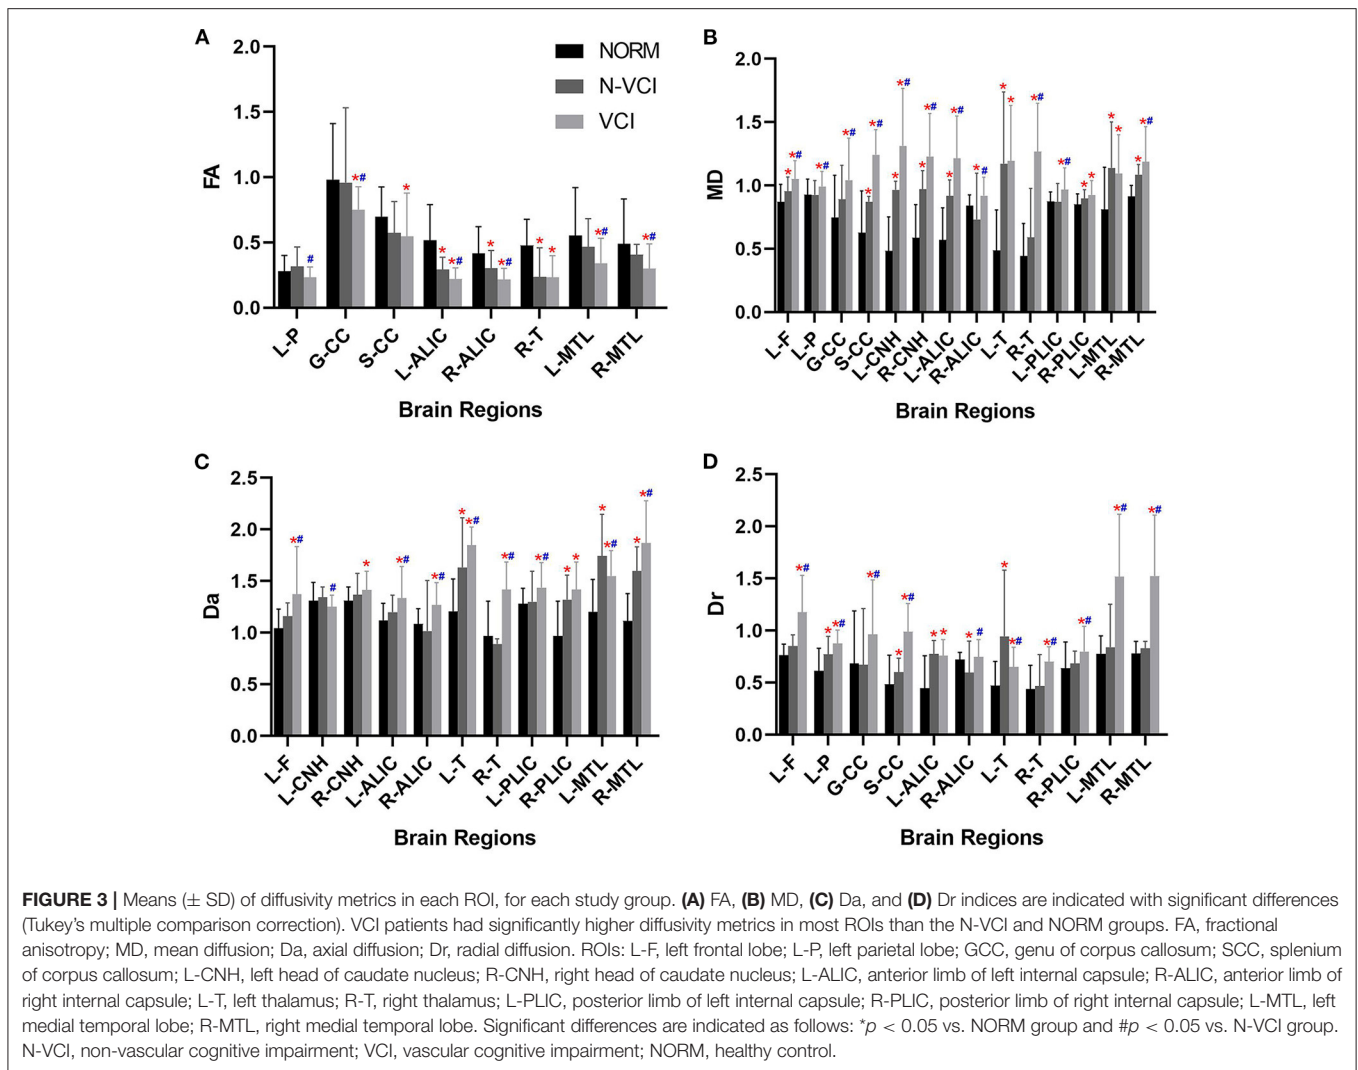 A
2.0
1.5
1.0
0.5
0.0
FA
NORM
N-VCI
VCI
*# * * *# * *# * * *# *#
#
L-P G-CC S-CC L-ALIC R-ALIC R-T L-MTL R-MTL
Brain Regions
B
2.0
1.5
1.0
0.5
0.0
MD
* *# *# *# * *# * *# * *# * *# * *# * * *# *# * * * * * *#
L-F L-P G-CC S-CC L-CNH R-CNH L-ALIC R-ALIC L-T R-T L-PLIC R-PLIC L-MTL R-MTL
Brain Regions
C
2.5
2.0
1.5
1.0
0.5
0.0
Da
*# # * *# *# * *# *# *# * * * *# * *#
L-F L-CNH R-CNH L-ALIC R-ALIC L-T R-T L-PLIC R-PLIC L-MTL R-MTL
Brain Regions
D
2.5
2.0
1.5
1.0
0.5
0.0
Dr
*# * *# *# * *# * * * # * *# *# *# *# *#
L-F L-P G-CC S-CC L-ALIC R-ALIC L-T R-T R-PLIC L-MTL R-MTL
Brain Regions
FIGURE 3 | Means (± SD) of diffusivity metrics in each ROI, for each study group. (A) FA, (B) MD, (C) Da, and (D) Dr indices are indicated with significant differences
(Tukey's multiple comparison correction). VCI patients had significantly higher diffusivity metrics in most ROIs than the N-VCI and NORM groups. FA, fractional
anisotropy; MD, mean diffusion; Da, axial diffusion; Dr, radial diffusion. ROIs: L-F, left frontal lobe; L-P, left parietal lobe; GCC, genu of corpus callosum; SCC, splenium
of corpus callosum; L-CNH, left head of caudate nucleus; R-CNH, right head of caudate nucleus; L-ALIC, anterior limb of left internal capsule; R-ALIC, anterior limb of
right internal capsule; L-T, left thalamus; R-T, right thalamus; L-PLIC, posterior limb of left internal capsule; R-PLIC, posterior limb of right internal capsule; L-MTL, left
medial temporal lobe; R-MTL, right medial temporal lobe. Significant differences are indicated as follows: *p < 0.05 vs. NORM group and #p < 0.05 vs. N-VCI group.
N-VCI, non-vascular cognitive impairment; VCI, vascular cognitive impairment; NORM, healthy control.